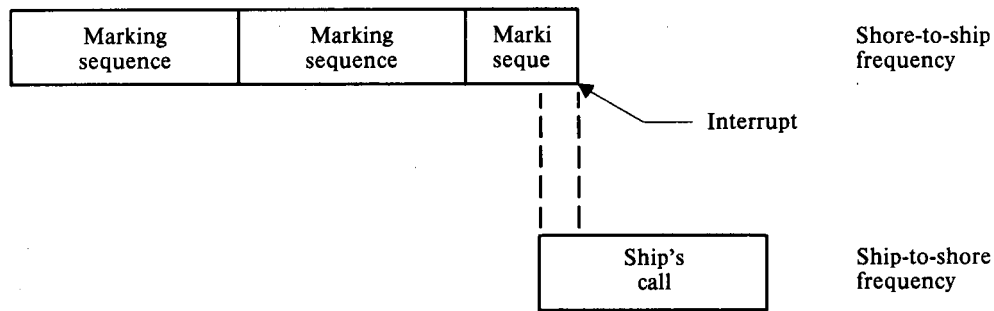 Marking
sequence
Marking
sequence
Marki
seque
Shore-to-ship
frequency
Interrupt
Ship's
call
Ship-to-shore
frequency